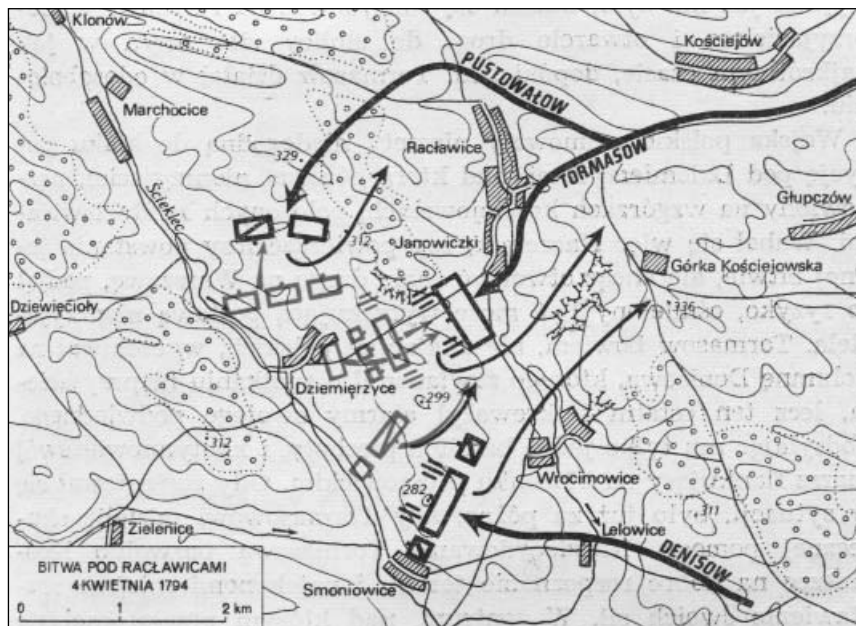 Klonów
Kościejów
Marchocice
PUSTOWAŁOW
Racławice
TORMASOW
329
Ścieklec
Głupczów
312
Janowiczki
Górka Kościejowska
Dziewięcioły
336
Dziemierzyce
299
312
282
Wrocimowice
311
Zielenice
Lelowice
DENISOW
BITWA POD RACŁAWICAMI
4 KWIETNIA 1794
Smoniowice
0 1 2 km